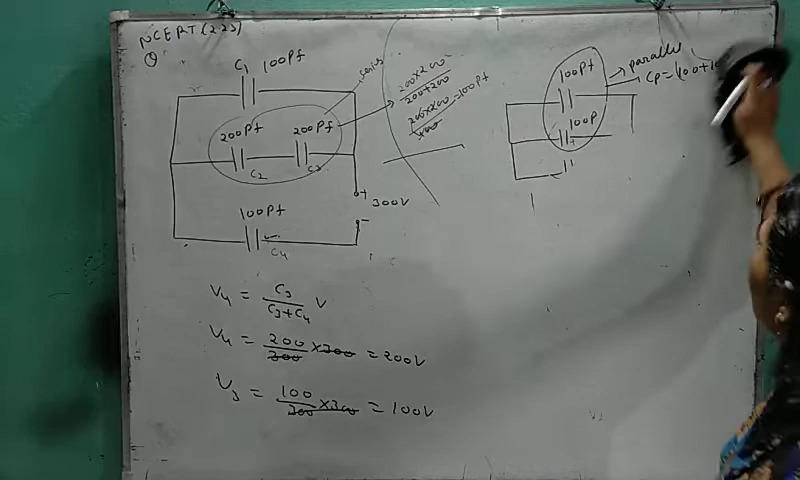 NCERT (225)
Q
C1 100Pf
200Pf 200Pf
C2 C3
100Pf
C4
+
300V
-
series
200×200
200+200
200×200 = 100Pf
400
100Pf
100P
parallel
Cp = (100+10
V4 = C3 / C3+C4 V
V4 = 200 / 300 × 300 = 200V
V3 = 100 / 300 × 300 = 100V